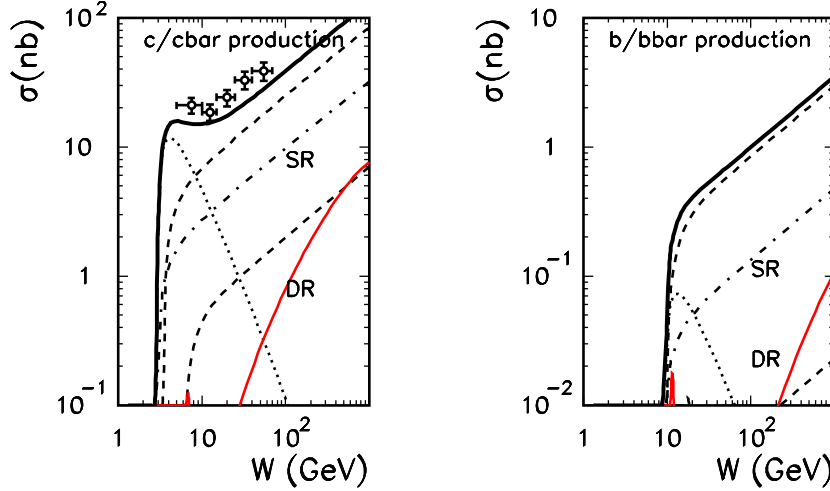 σ(nb)
10²
10
1
10⁻¹
c/cbar production
SR
DR
1
10
10²
W (GeV)
σ(nb)
10
1
10⁻¹
10⁻²
b/bbar production
SR
DR
1
10
10²
W (GeV)